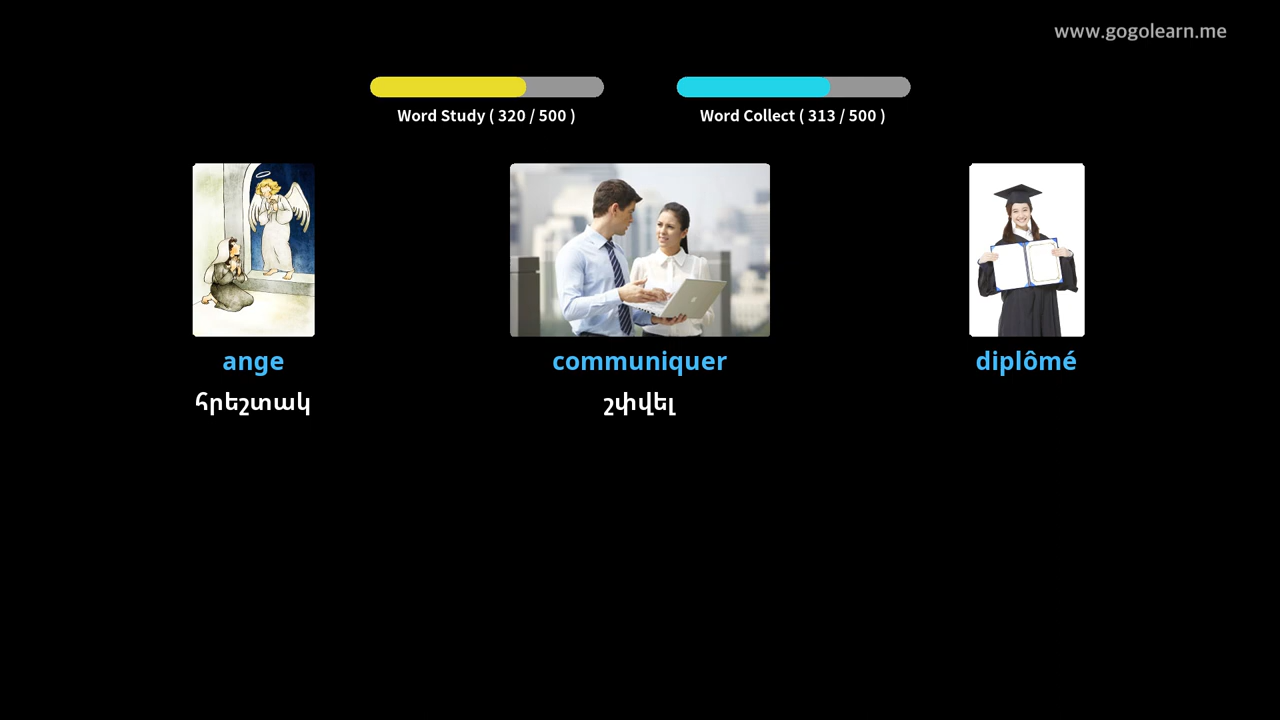 www.gogolearn.me
Word Study ( 320 / 500 )
Word Collect ( 313 / 500 )
ange
communiquer
diplômé
հրեշտակ
շփվել